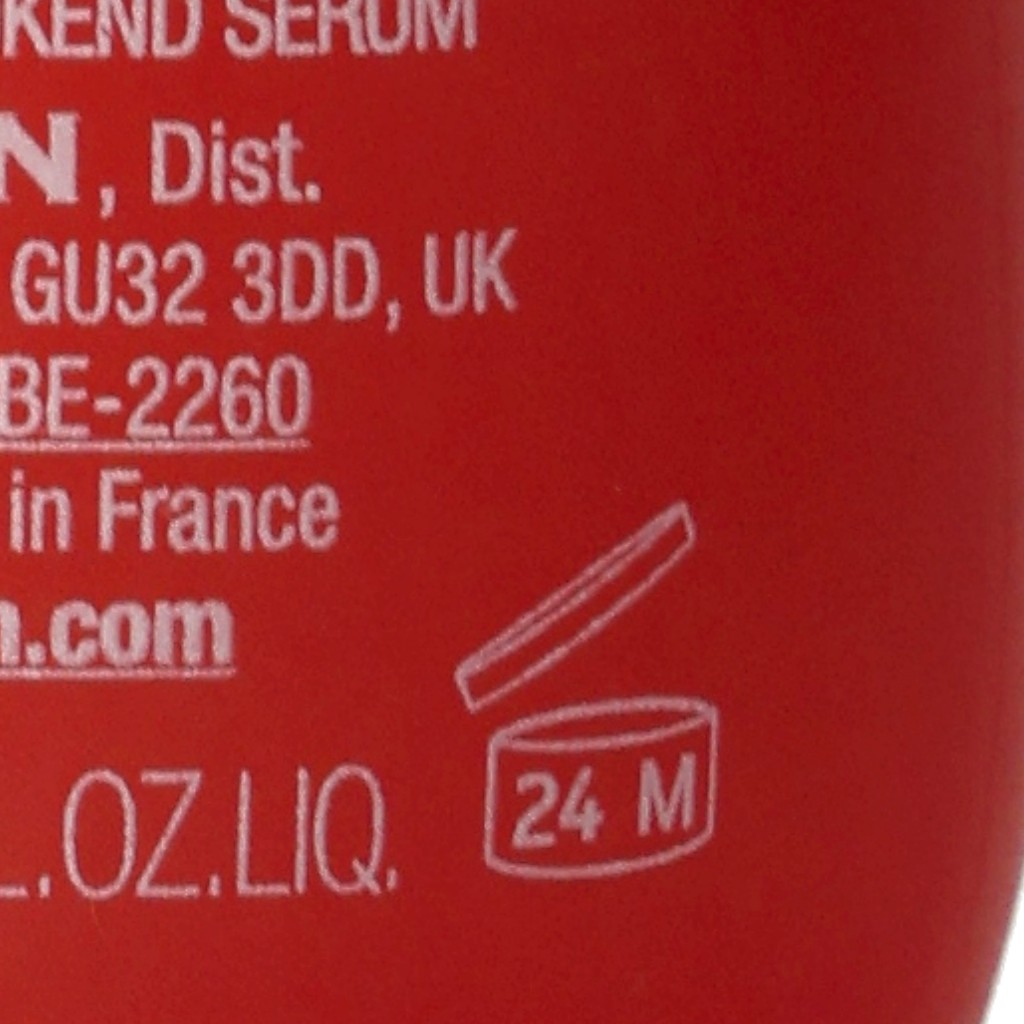 KEND SERUM
N, Dist.
GU32 3DD, UK
BE-2260
in France
n.com
L.OZ.LIQ.
24 M